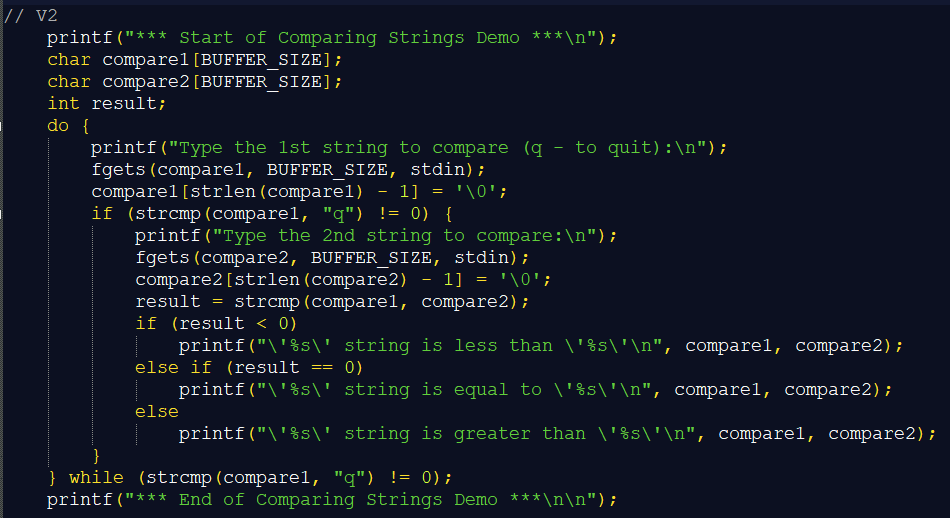 // V2
    printf("*** Start of Comparing Strings Demo ***\n");
    char compare1[BUFFER_SIZE];
    char compare2[BUFFER_SIZE];
    int result;
    do {
        printf("Type the 1st string to compare (q - to quit):\n");
        fgets(compare1, BUFFER_SIZE, stdin);
        compare1[strlen(compare1) - 1] = '\0';
        if (strcmp(compare1, "q") != 0) {
            printf("Type the 2nd string to compare:\n");
            fgets(compare2, BUFFER_SIZE, stdin);
            compare2[strlen(compare2) - 1] = '\0';
            result = strcmp(compare1, compare2);
            if (result < 0)
                printf("\'%s\' string is less than \'%s\'\n", compare1, compare2);
            else if (result == 0)
                printf("\'%s\' string is equal to \'%s\'\n", compare1, compare2);
            else
                printf("\'%s\' string is greater than \'%s\'\n", compare1, compare2);
        }
    } while (strcmp(compare1, "q") != 0);
    printf("*** End of Comparing Strings Demo ***\n\n");